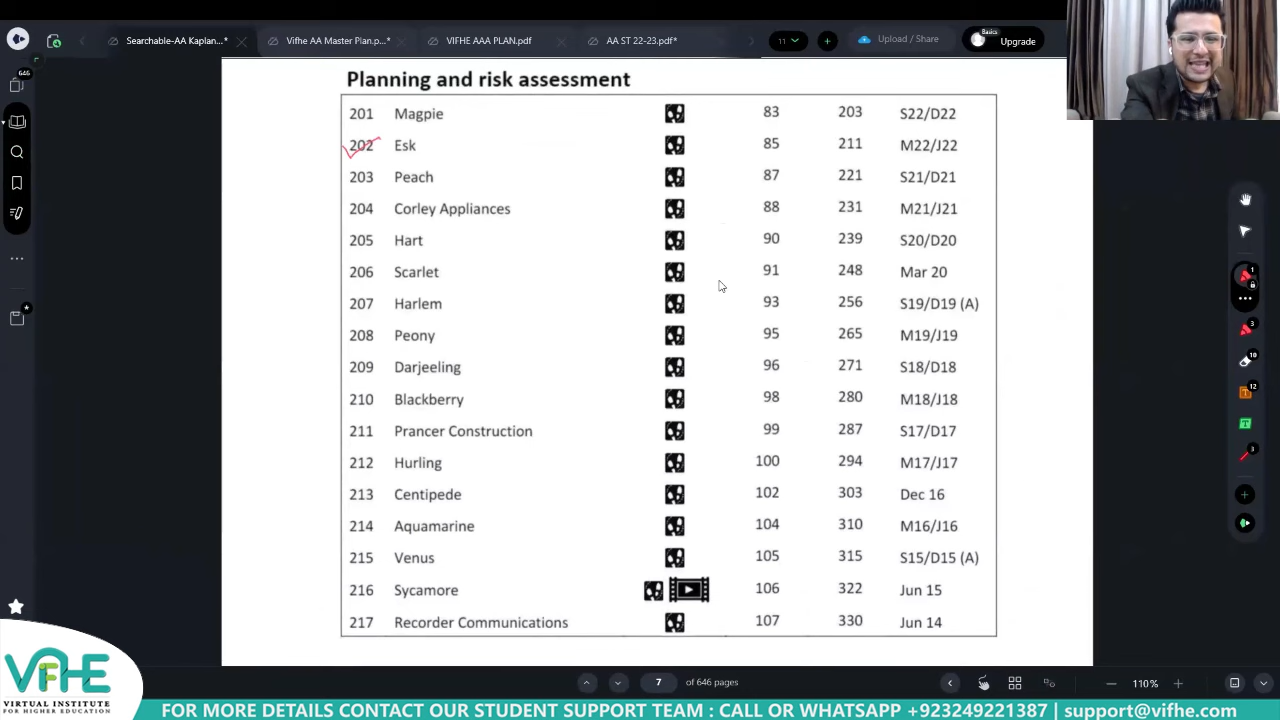 Searchable-AA Kaplan...*
Vifhe AA Master Plan.p...*
VIFHE AAA PLAN.pdf
AA ST 22-23.pdf*
11
Upload / Share
Basics
Upgrade
646
Planning and risk assessment
201 Magpie 83 203 S22/D22
202 Esk 85 211 M22/J22
203 Peach 87 221 S21/D21
204 Corley Appliances 88 231 M21/J21
205 Hart 90 239 S20/D20
206 Scarlet 91 248 Mar 20
207 Harlem 93 256 S19/D19 (A)
208 Peony 95 265 M19/J19
209 Darjeeling 96 271 S18/D18
210 Blackberry 98 280 M18/J18
211 Prancer Construction 99 287 S17/D17
212 Hurling 100 294 M17/J17
213 Centipede 102 303 Dec 16
214 Aquamarine 104 310 M16/J16
215 Venus 105 315 S15/D15 (A)
216 Sycamore 106 322 Jun 15
217 Recorder Communications 107 330 Jun 14
1
3
10
12
3
7 of 646 pages
110%
VIFHE
VIRTUAL INSTITUTE
FOR HIGHER EDUCATION
FOR MORE DETAILS CONTACT OUR STUDENT SUPPORT TEAM : CALL OR WHATSAPP +923249221387 | support@vifhe.com